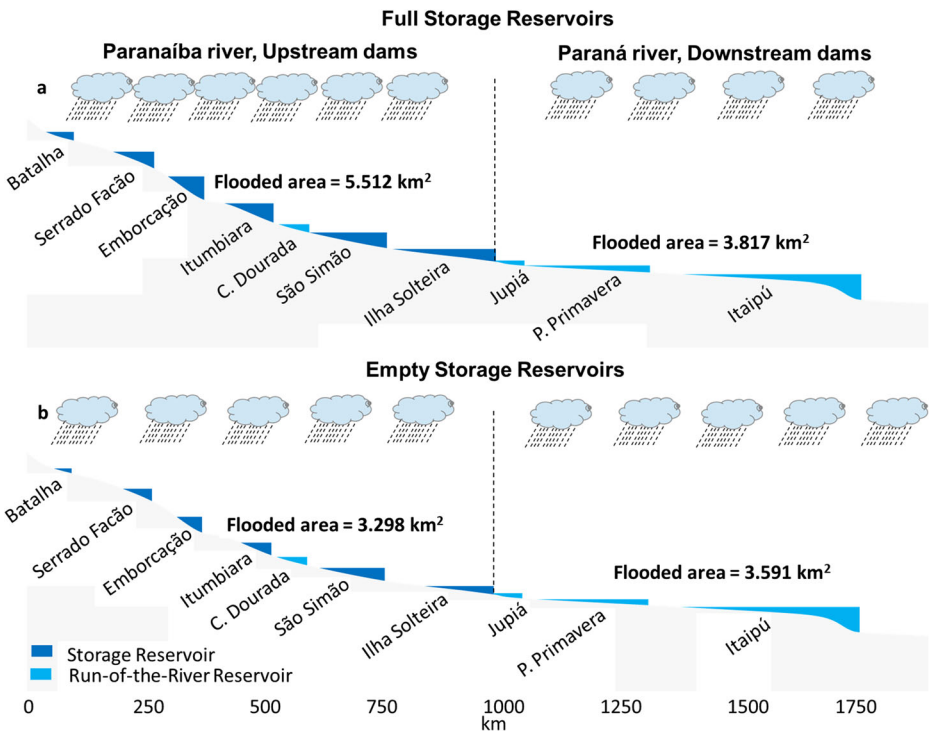 Full Storage Reservoirs
Paranaíba river, Upstream dams
Paraná river, Downstream dams
a
Batalha
Serrado Facão
Emborcação
Itumbiara
C. Dourada
São Simão
Ilha Solteira
Jupiá
P. Primavera
Itaipú
Flooded area = 5.512 km²
Flooded area = 3.817 km²
Empty Storage Reservoirs
b
Batalha
Serrado Facão
Emborcação
Itumbiara
C. Dourada
São Simão
Ilha Solteira
Jupiá
P. Primavera
Itaipú
Flooded area = 3.298 km²
Flooded area = 3.591 km²
Storage Reservoir
Run-of-the-River Reservoir
0 250 500 750 1000 1250 1500 1750
km